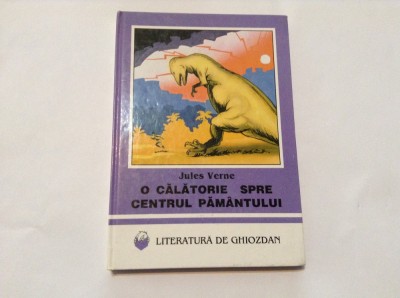 Jules Verne
O CĂLĂTORIE SPRE
CENTRUL PĂMÂNTULUI
LITERATURĂ DE GHIOZDAN